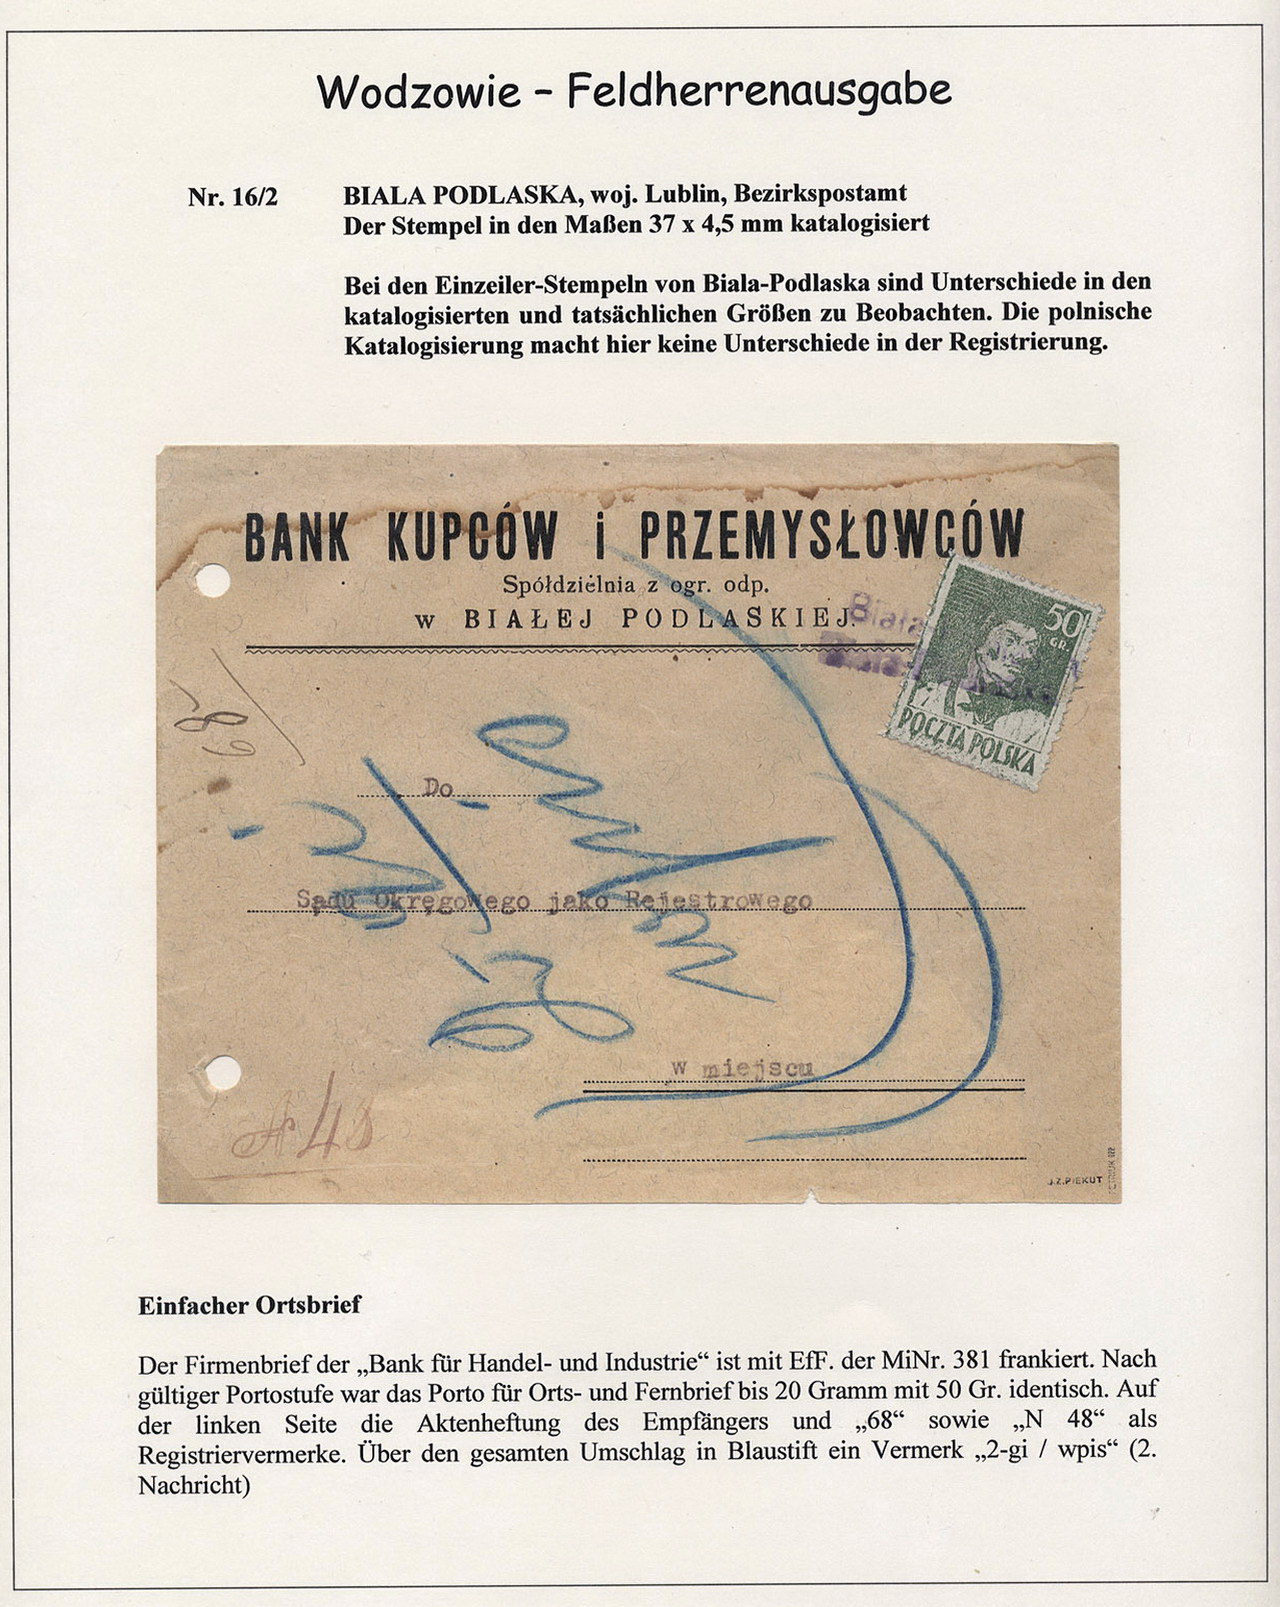 Wodzowie – Feldherrenausgabe
Nr. 16/2
BIALA PODLASKA, woj. Lublin, Bezirkspostamt
Der Stempel in den Maßen 37 x 4,5 mm katalogisiert
Bei den Einzeiler-Stempeln von Biala-Podlaska sind Unterschiede in den
katalogisierten und tatsächlichen Größen zu Beobachten. Die polnische
Katalogisierung macht hier keine Unterschiede in der Registrierung.
BANK KUPCÓW i PRZEMYSŁOWCÓW
Spółdzielnia z ogr. odp.
w BIAŁEJ PODLASKIEJ.
Biała
50
GR.
POCZTA POLSKA
68
Do
Sądu Okręgowego jako Rejestrowego
w miejscu
N 48
J.Z.PIEKUT
Einfacher Ortsbrief
Der Firmenbrief der „Bank für Handel- und Industrie“ ist mit EfF. der MiNr. 381 frankiert. Nach
gültiger Portostufe war das Porto für Orts- und Fernbrief bis 20 Gramm mit 50 Gr. identisch. Auf
der linken Seite die Aktenheftung des Empfängers und „68“ sowie „N 48“ als
Registriervermerke. Über den gesamten Umschlag in Blaustift ein Vermerk „2-gi / wpis“ (2.
Nachricht)